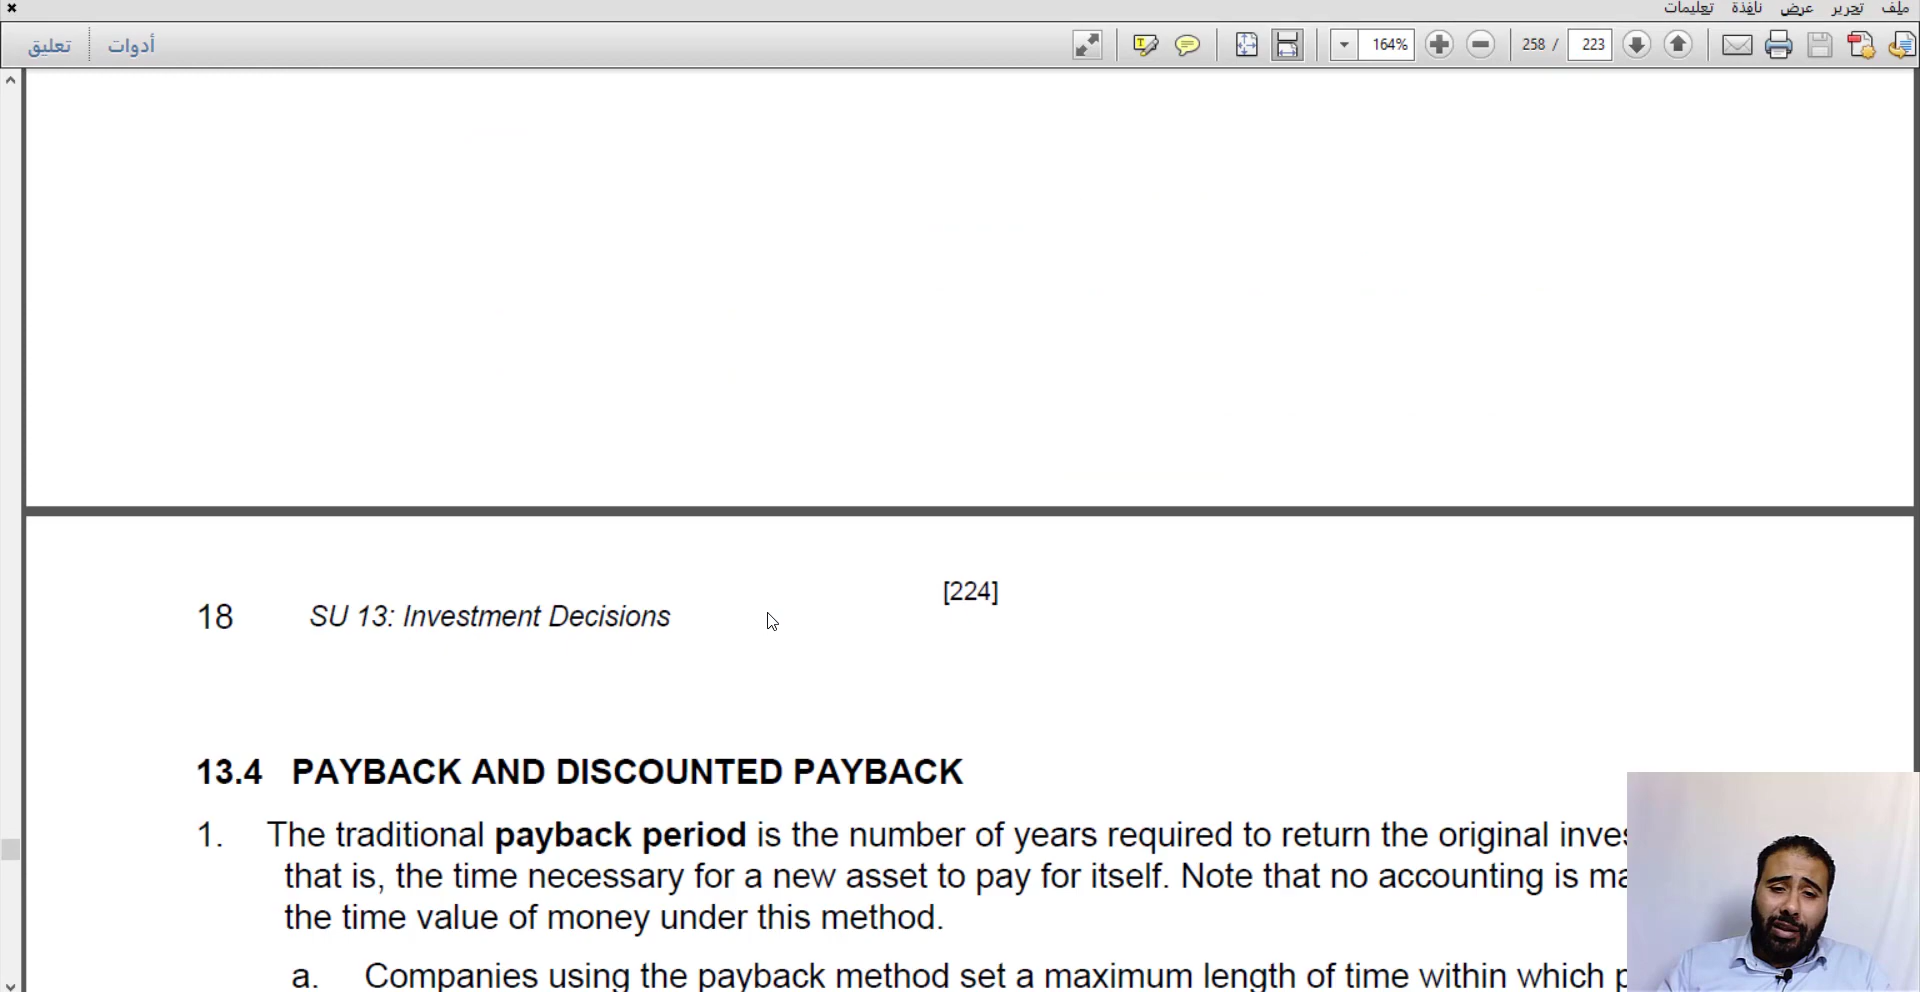 ملف تحرير عرض نافذة تعليمات
223 / 258 164% أدوات تعليق
[224]
18 SU 13: Investment Decisions
13.4 PAYBACK AND DISCOUNTED PAYBACK
1. The traditional payback period is the number of years required to return the original
that is, the time necessary for a new asset to pay for itself. Note that no accounting is
the time value of money under this method.
a. Companies using the payback method set a maximum length of time within which